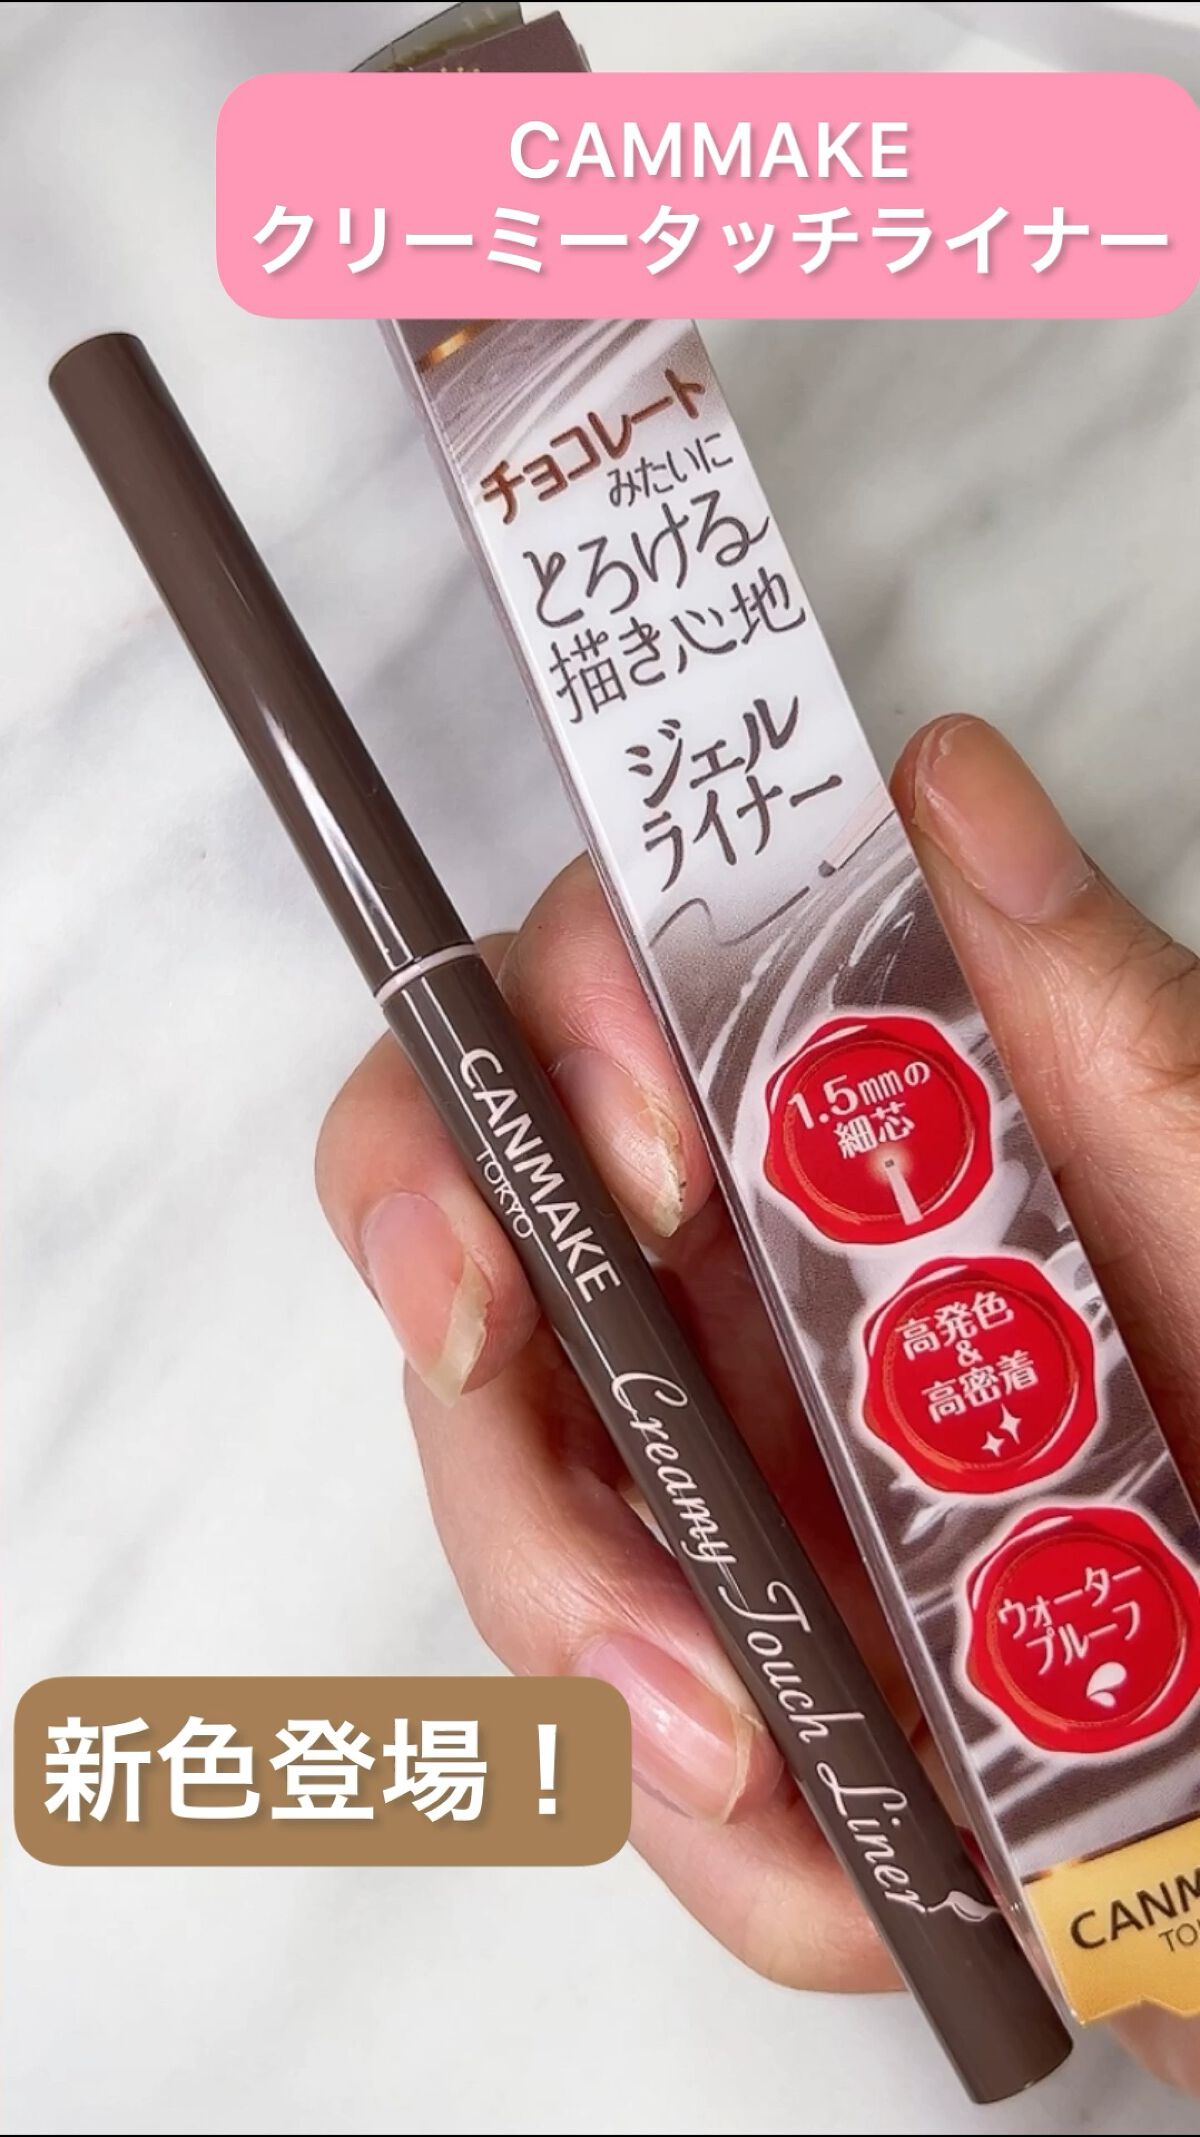 CAMMAKE
クリーミータッチライナー
チョコレート
みたいに
とろける
描き心地
ジェル
ライナー
1.5mmの
細芯
高発色
&
高密着
ウォーター
プルーフ
CANMAKE
TOKYO
Creamy Touch Liner
新色登場！
CANM